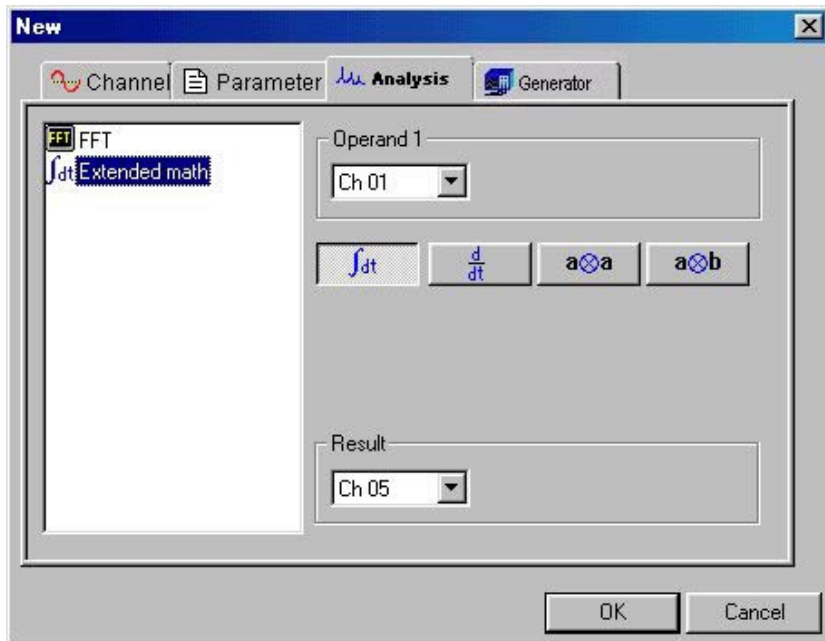 New
Channel Parameter Analysis Generator
FFT FFT
∫dt Extended math
Operand 1
Ch 01
∫dt d/dt a⊗a a⊗b
Result
Ch 05
OK Cancel